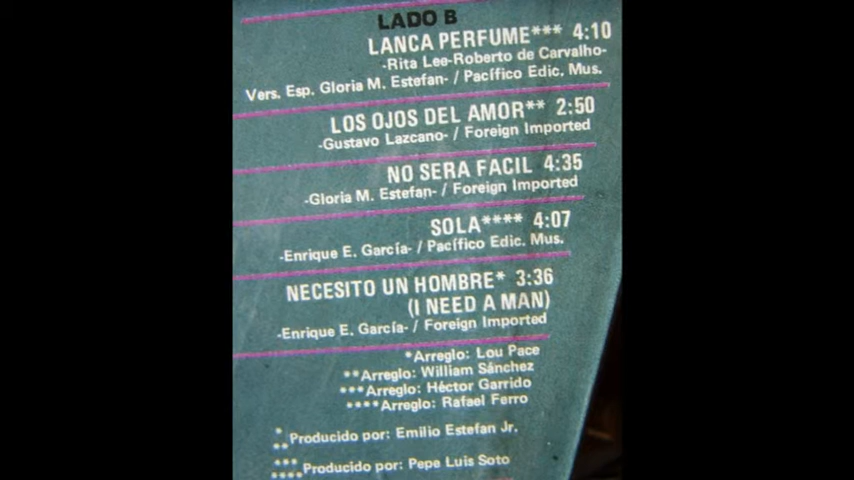 LADO B
LANCA PERFUME*** 4:10
-Rita Lee-Roberto de Carvalho-
Vers. Esp. Gloria M. Estefan- / Pacífico Edic. Mus.
LOS OJOS DEL AMOR** 2:50
-Gustavo Lazcano- / Foreign Imported
NO SERA FACIL 4:35
-Gloria M. Estefan- / Foreign Imported
SOLA**** 4:07
-Enrique E. García- / Pacífico Edic. Mus.
NECESITO UN HOMBRE* 3:36
(I NEED A MAN)
-Enrique E. García- / Foreign Imported
*Arreglo: Lou Pace
**Arreglo: William Sánchez
***Arreglo: Héctor Garrido
****Arreglo: Rafael Ferro
*
**Producido por: Emilio Estefan Jr.
***
****Producido por: Pepe Luis Soto